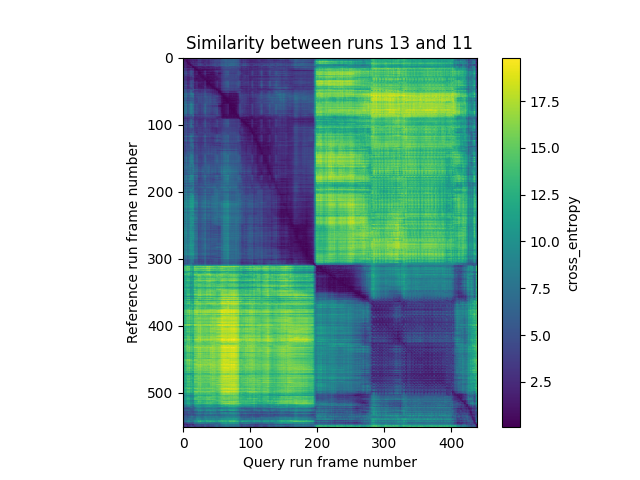 Similarity between runs 13 and 11
0
100
200
300
400
500
Reference run frame number
0 100 200 300 400
Query run frame number
17.5
15.0
12.5
10.0
7.5
5.0
2.5
cross_entropy